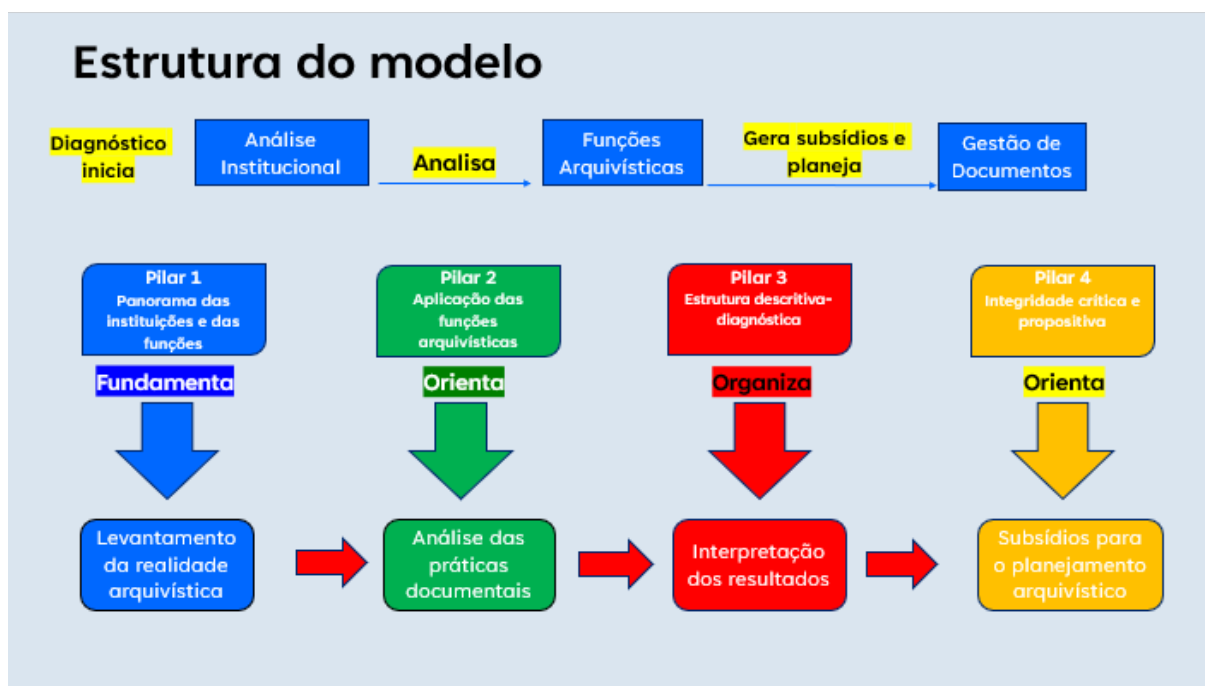 Estrutura do modelo
Diagnóstico
inicia
Análise
Institucional
Analisa
Funções
Arquivísticas
Gera subsídios e
planeja
Gestão de
Documentos
Pilar 1
Panorama das
instituições e das
funções
Pilar 2
Aplicação das
funções
arquivísticas
Pilar 3
Estrutura descritiva-
diagnóstica
Pilar 4
Integridade crítica e
propositiva
Fundamenta
Orienta
Organiza
Orienta
Levantamento
da realidade
arquivística
Análise das
práticas
documentais
Interpretação
dos resultados
Subsídios para
o planejamento
arquivístico